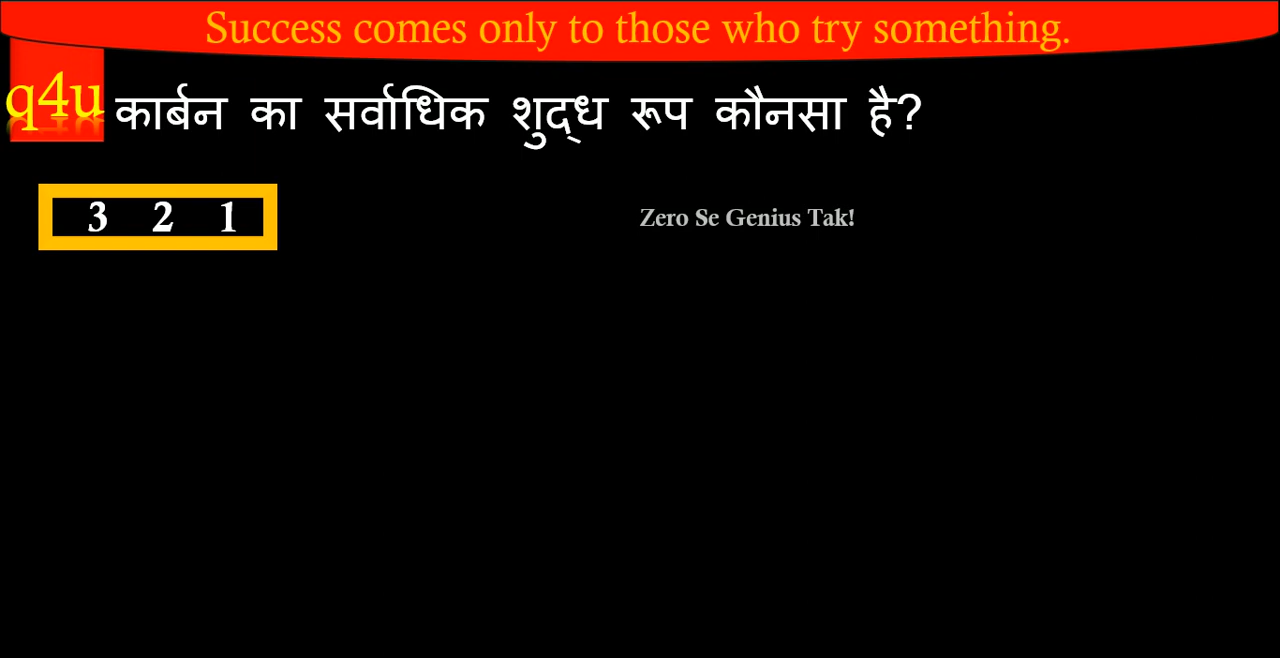 Success comes only to those who try something.
q4u कार्बन का सर्वाधिक शुद्ध रूप कौनसा है?
3 2 1
Zero Se Genius Tak!